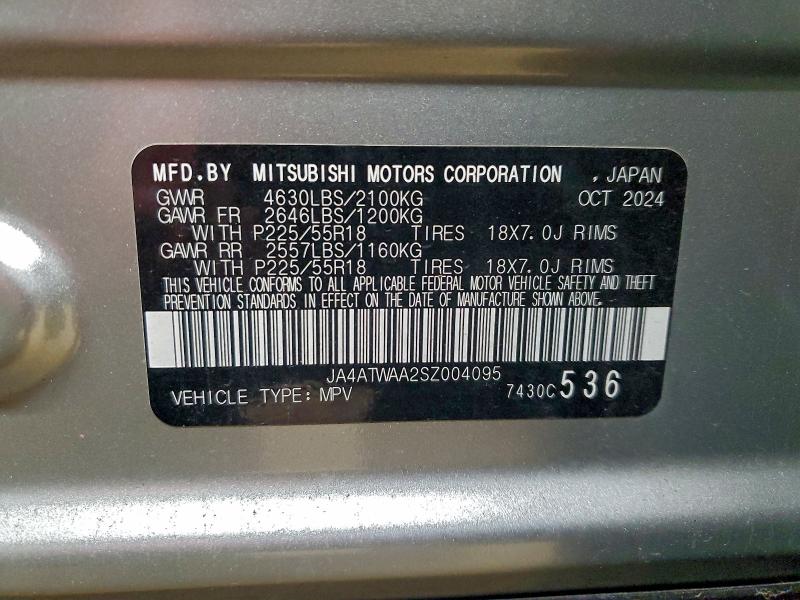 MFD.BY MITSUBISHI MOTORS CORPORATION , JAPAN
GVWR 4630LBS/2100KG OCT 2024
GAWR FR 2646LBS/1200KG
WITH P225/55R18 TIRES 18X7.0J RIMS
GAWR RR 2557LBS/1160KG
WITH P225/55R18 TIRES 18X7.0J RIMS
THIS VEHICLE CONFORMS TO ALL APPLICABLE FEDERAL MOTOR VEHICLE SAFETY AND THEFT
PREVENTION STANDARDS IN EFFECT ON THE DATE OF MANUFACTURE SHOWN ABOVE.
JA4ATWAA2SZ004095
VEHICLE TYPE: MPV 7430C 536